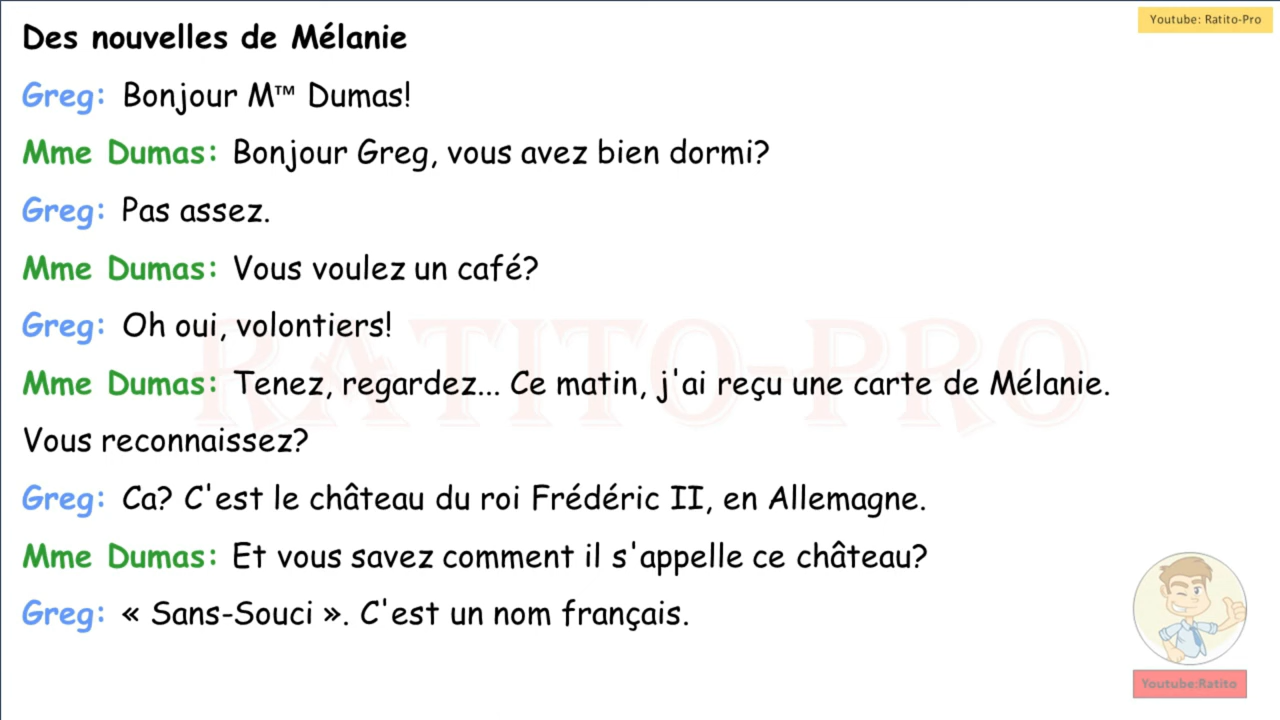 Youtube: Ratito-Pro
Des nouvelles de Mélanie
Greg: Bonjour M™ Dumas!
Mme Dumas: Bonjour Greg, vous avez bien dormi?
Greg: Pas assez.
Mme Dumas: Vous voulez un café?
Greg: Oh oui, volontiers!
RATITO-PRO
Mme Dumas: Tenez, regardez... Ce matin, j'ai reçu une carte de Mélanie.
Vous reconnaissez?
Greg: Ca? C'est le château du roi Frédéric II, en Allemagne.
Mme Dumas: Et vous savez comment il s'appelle ce château?
Greg: « Sans-Souci ». C'est un nom français.
Youtube:Ratito